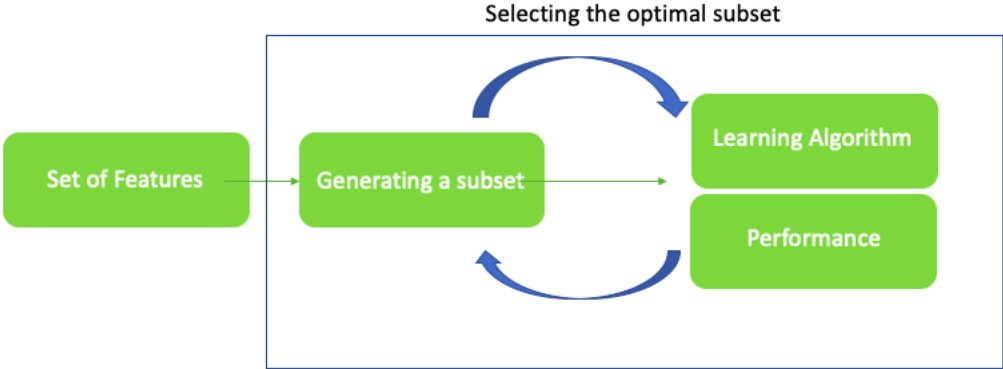 Selecting the optimal subset
Set of Features
Generating a subset
Learning Algorithm
Performance